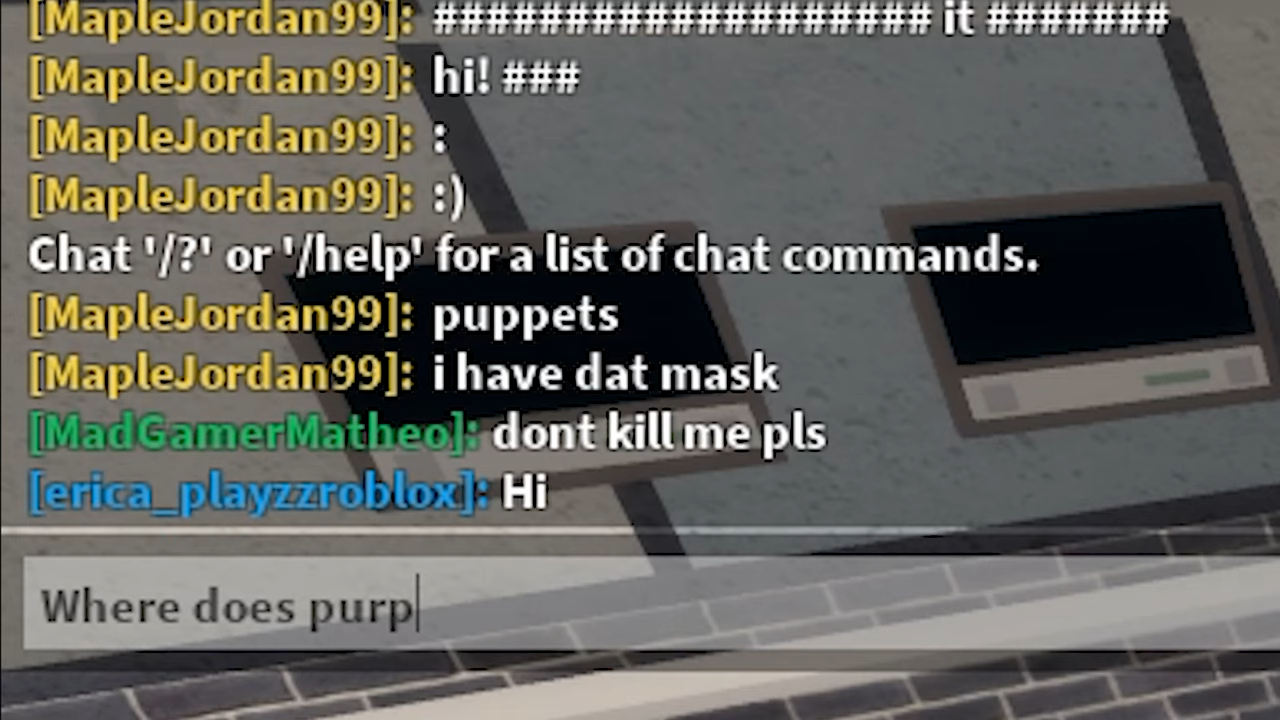 [MapleJordan99]: ################### it #######
[MapleJordan99]: hi! ###
[MapleJordan99]: :
[MapleJordan99]: :)
Chat '/?' or '/help' for a list of chat commands.
[MapleJordan99]: puppets
[MapleJordan99]: i have dat mask
[MadGamerMatheo]: dont kill me pls
[erica_playzzroblox]: Hi
Where does purp